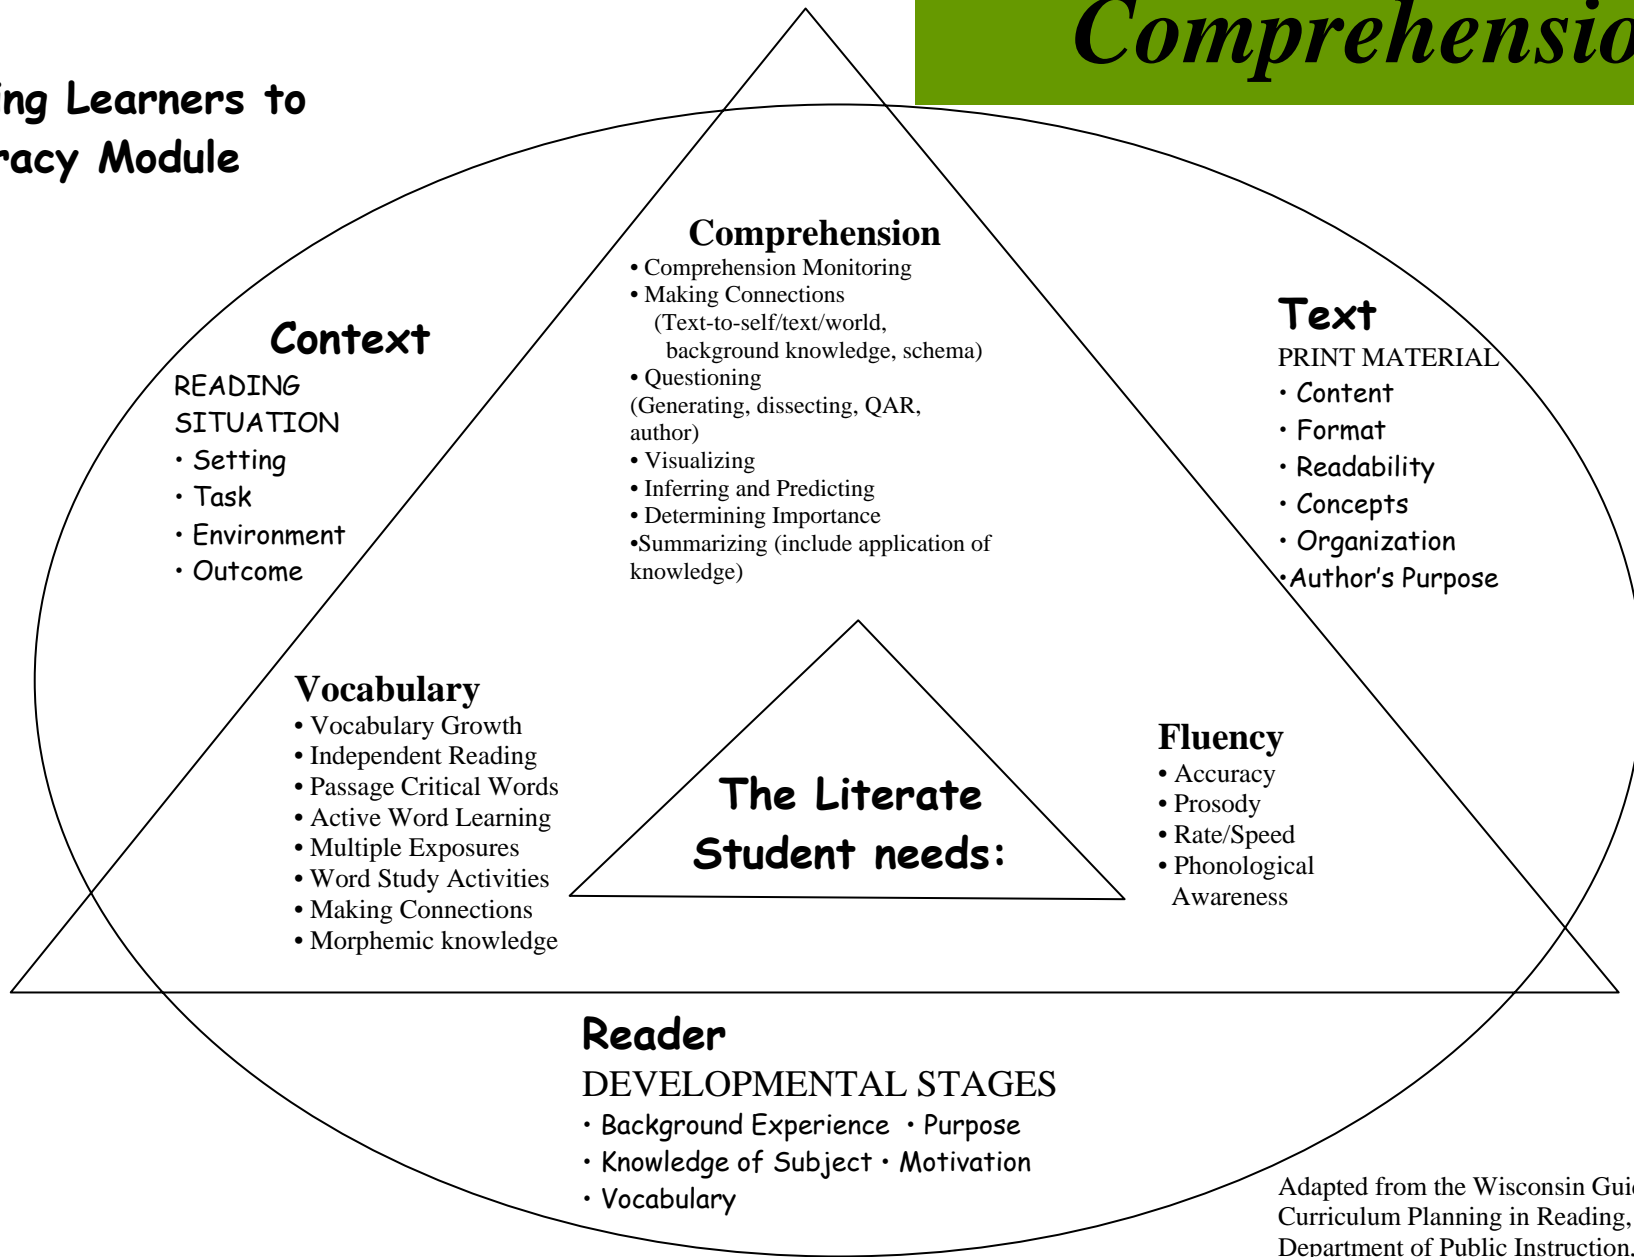 Comprehensio
ing Learners to
racy Module
Comprehension
• Comprehension Monitoring
• Making Connections
(Text-to-self/text/world,
background knowledge, schema)
• Questioning
(Generating, dissecting, QAR,
author)
• Visualizing
• Inferring and Predicting
• Determining Importance
•Summarizing (include application of
knowledge)
Context
READING
SITUATION
• Setting
• Task
• Environment
• Outcome
Text
PRINT MATERIAL
• Content
• Format
• Readability
• Concepts
• Organization
•Author’s Purpose
Vocabulary
• Vocabulary Growth
• Independent Reading
• Passage Critical Words
• Active Word Learning
• Multiple Exposures
• Word Study Activities
• Making Connections
• Morphemic knowledge
The Literate
Student needs:
Fluency
• Accuracy
• Prosody
• Rate/Speed
• Phonological
Awareness
Reader
DEVELOPMENTAL STAGES
• Background Experience • Purpose
• Knowledge of Subject • Motivation
• Vocabulary
Adapted from the Wisconsin Guid
Curriculum Planning in Reading,
Department of Public Instruction.